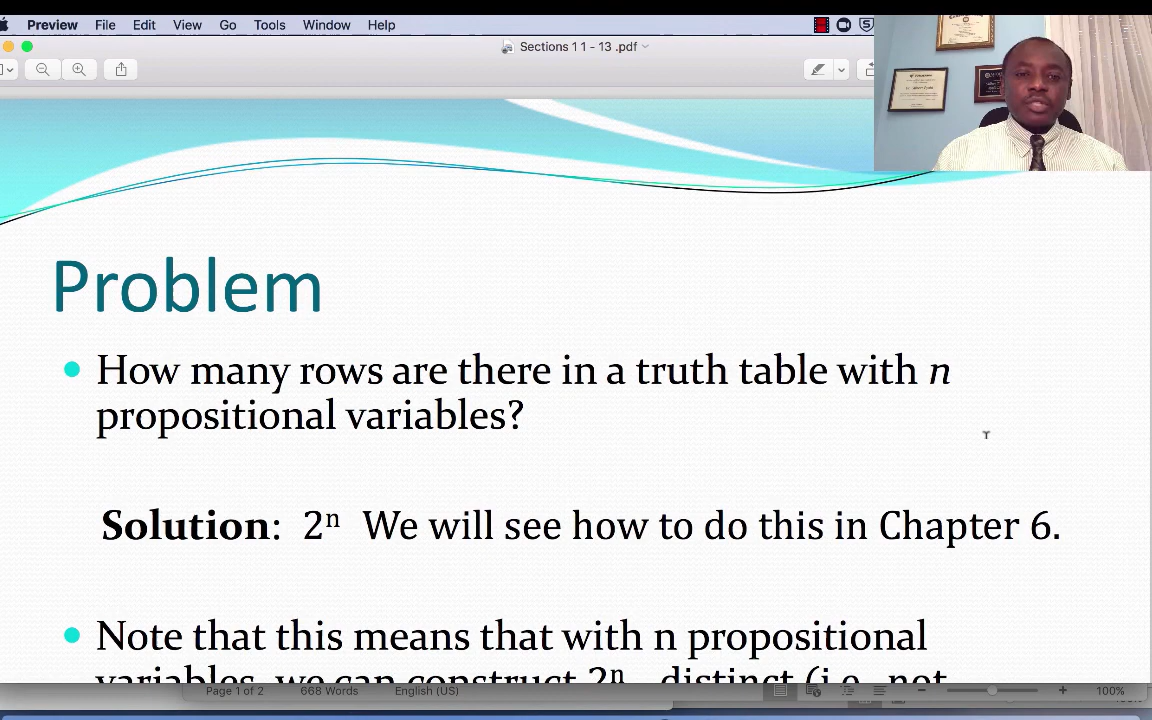 Preview File Edit View Go Tools Window Help
Sections 1 1 - 13 .pdf
Problem
How many rows are there in a truth table with n
propositional variables?
Solution: 2ⁿ We will see how to do this in Chapter 6.
Note that this means that with n propositional
variables, we can construct 2ⁿ distinct (i.e., not
Page 1 of 2 668 Words English (US) 100%